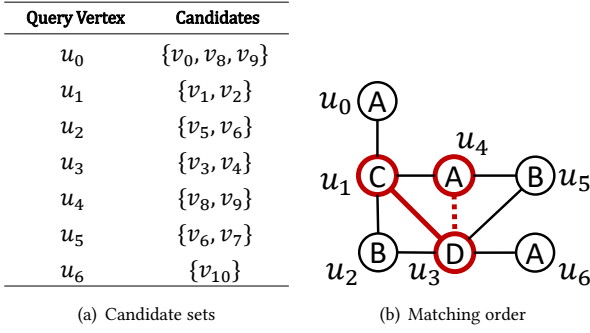 Query Vertex Candidates
u₀ {v₀, v₈, v₉}
u₁ {v₁, v₂}
u₂ {v₅, v₆}
u₃ {v₃, v₄}
u₄ {v₈, v₉}
u₅ {v₆, v₇}
u₆ {v₁₀}
(a) Candidate sets
u₀ A
u₄
u₁ C A B u₅
B D A
u₂ u₃ u₆
(b) Matching order